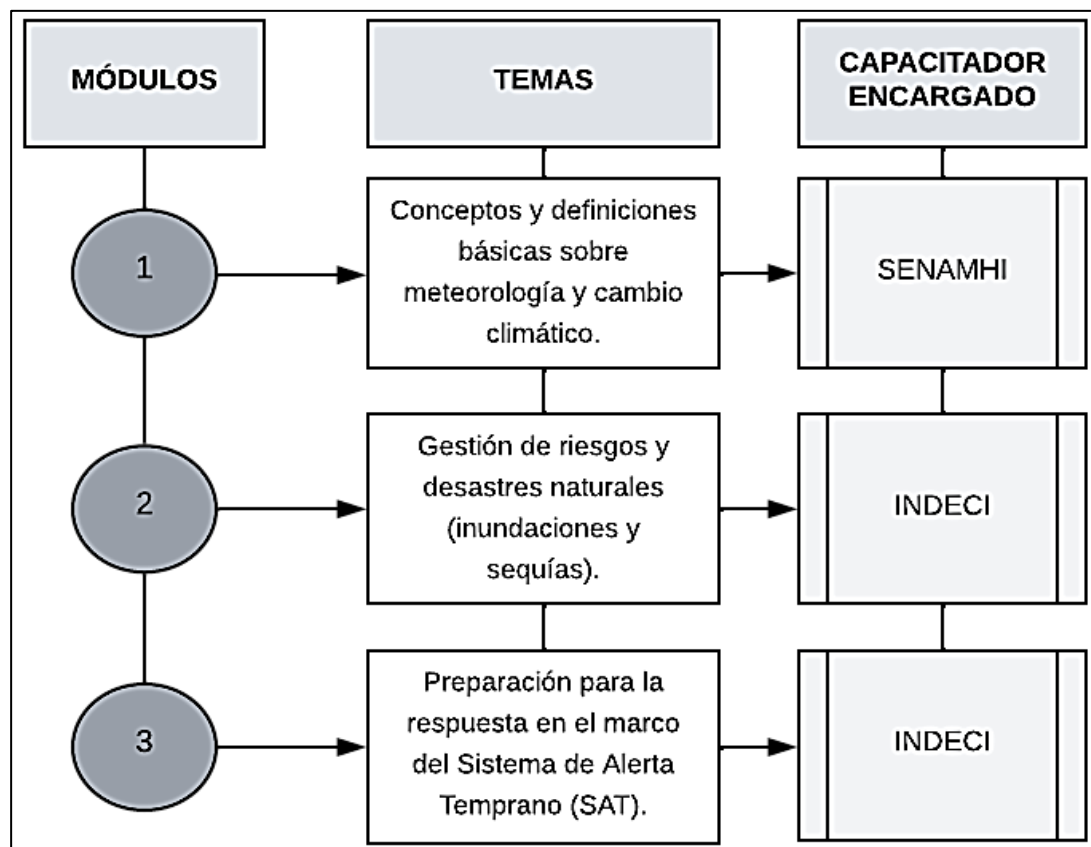 MÓDULOS
TEMAS
CAPACITADOR
ENCARGADO
1
Conceptos y definiciones
básicas sobre
meteorología y cambio
climático.
SENAMHI
2
Gestión de riesgos y
desastres naturales
(inundaciones y
sequías).
INDECI
3
Preparación para la
respuesta en el marco
del Sistema de Alerta
Temprano (SAT).
INDECI